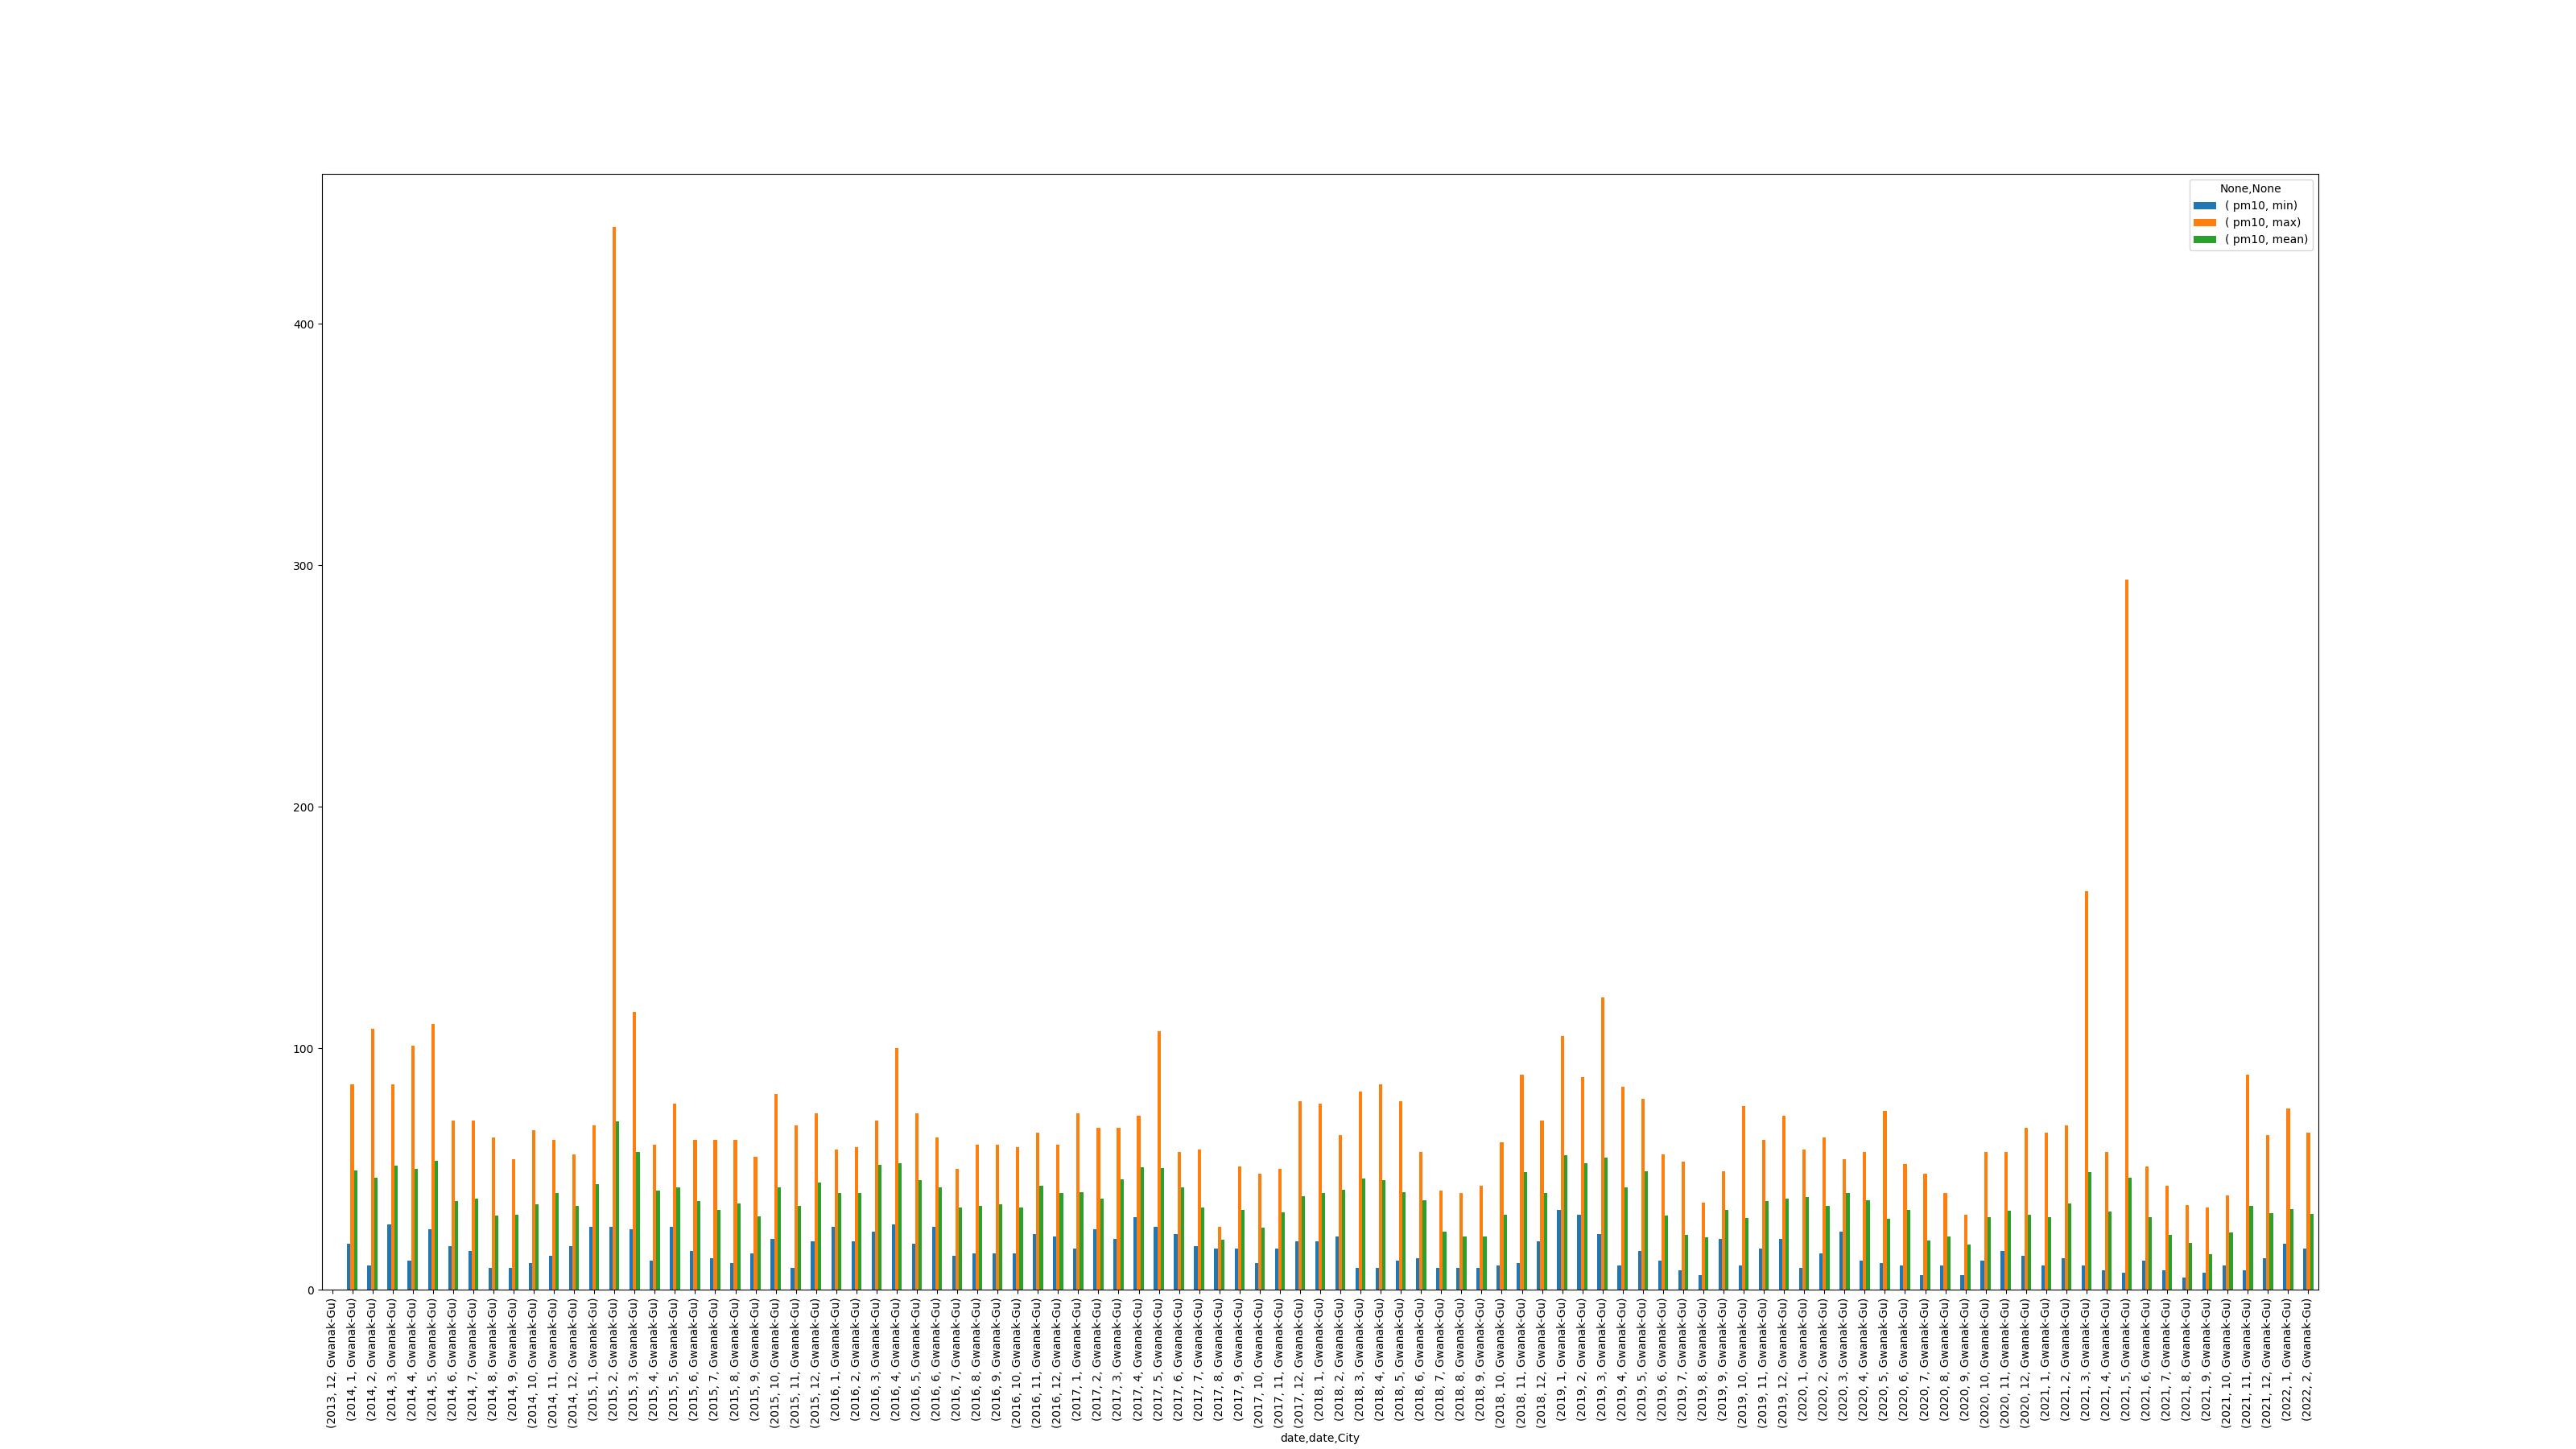 None,None
( pm10, min)
( pm10, max)
( pm10, mean)
400
300
200
100
0
(2013, 12, Gwanak-Gu)
(2014, 1, Gwanak-Gu)
(2014, 2, Gwanak-Gu)
(2014, 3, Gwanak-Gu)
(2014, 4, Gwanak-Gu)
(2014, 5, Gwanak-Gu)
(2014, 6, Gwanak-Gu)
(2014, 7, Gwanak-Gu)
(2014, 8, Gwanak-Gu)
(2014, 9, Gwanak-Gu)
(2014, 10, Gwanak-Gu)
(2014, 11, Gwanak-Gu)
(2014, 12, Gwanak-Gu)
(2015, 1, Gwanak-Gu)
(2015, 2, Gwanak-Gu)
(2015, 3, Gwanak-Gu)
(2015, 4, Gwanak-Gu)
(2015, 5, Gwanak-Gu)
(2015, 6, Gwanak-Gu)
(2015, 7, Gwanak-Gu)
(2015, 8, Gwanak-Gu)
(2015, 9, Gwanak-Gu)
(2015, 10, Gwanak-Gu)
(2015, 11, Gwanak-Gu)
(2015, 12, Gwanak-Gu)
(2016, 1, Gwanak-Gu)
(2016, 2, Gwanak-Gu)
(2016, 3, Gwanak-Gu)
(2016, 4, Gwanak-Gu)
(2016, 5, Gwanak-Gu)
(2016, 6, Gwanak-Gu)
(2016, 7, Gwanak-Gu)
(2016, 8, Gwanak-Gu)
(2016, 9, Gwanak-Gu)
(2016, 10, Gwanak-Gu)
(2016, 11, Gwanak-Gu)
(2016, 12, Gwanak-Gu)
(2017, 1, Gwanak-Gu)
(2017, 2, Gwanak-Gu)
(2017, 3, Gwanak-Gu)
(2017, 4, Gwanak-Gu)
(2017, 5, Gwanak-Gu)
(2017, 6, Gwanak-Gu)
(2017, 7, Gwanak-Gu)
(2017, 8, Gwanak-Gu)
(2017, 9, Gwanak-Gu)
(2017, 10, Gwanak-Gu)
(2017, 11, Gwanak-Gu)
(2017, 12, Gwanak-Gu)
(2018, 1, Gwanak-Gu)
(2018, 2, Gwanak-Gu)
(2018, 3, Gwanak-Gu)
(2018, 4, Gwanak-Gu)
(2018, 5, Gwanak-Gu)
(2018, 6, Gwanak-Gu)
(2018, 7, Gwanak-Gu)
(2018, 8, Gwanak-Gu)
(2018, 9, Gwanak-Gu)
(2018, 10, Gwanak-Gu)
(2018, 11, Gwanak-Gu)
(2018, 12, Gwanak-Gu)
(2019, 1, Gwanak-Gu)
(2019, 2, Gwanak-Gu)
(2019, 3, Gwanak-Gu)
(2019, 4, Gwanak-Gu)
(2019, 5, Gwanak-Gu)
(2019, 6, Gwanak-Gu)
(2019, 7, Gwanak-Gu)
(2019, 8, Gwanak-Gu)
(2019, 9, Gwanak-Gu)
(2019, 10, Gwanak-Gu)
(2019, 11, Gwanak-Gu)
(2019, 12, Gwanak-Gu)
(2020, 1, Gwanak-Gu)
(2020, 2, Gwanak-Gu)
(2020, 3, Gwanak-Gu)
(2020, 4, Gwanak-Gu)
(2020, 5, Gwanak-Gu)
(2020, 6, Gwanak-Gu)
(2020, 7, Gwanak-Gu)
(2020, 8, Gwanak-Gu)
(2020, 9, Gwanak-Gu)
(2020, 10, Gwanak-Gu)
(2020, 11, Gwanak-Gu)
(2020, 12, Gwanak-Gu)
(2021, 1, Gwanak-Gu)
(2021, 2, Gwanak-Gu)
(2021, 3, Gwanak-Gu)
(2021, 4, Gwanak-Gu)
(2021, 5, Gwanak-Gu)
(2021, 6, Gwanak-Gu)
(2021, 7, Gwanak-Gu)
(2021, 8, Gwanak-Gu)
(2021, 9, Gwanak-Gu)
(2021, 10, Gwanak-Gu)
(2021, 11, Gwanak-Gu)
(2021, 12, Gwanak-Gu)
(2022, 1, Gwanak-Gu)
(2022, 2, Gwanak-Gu)
date,date,City